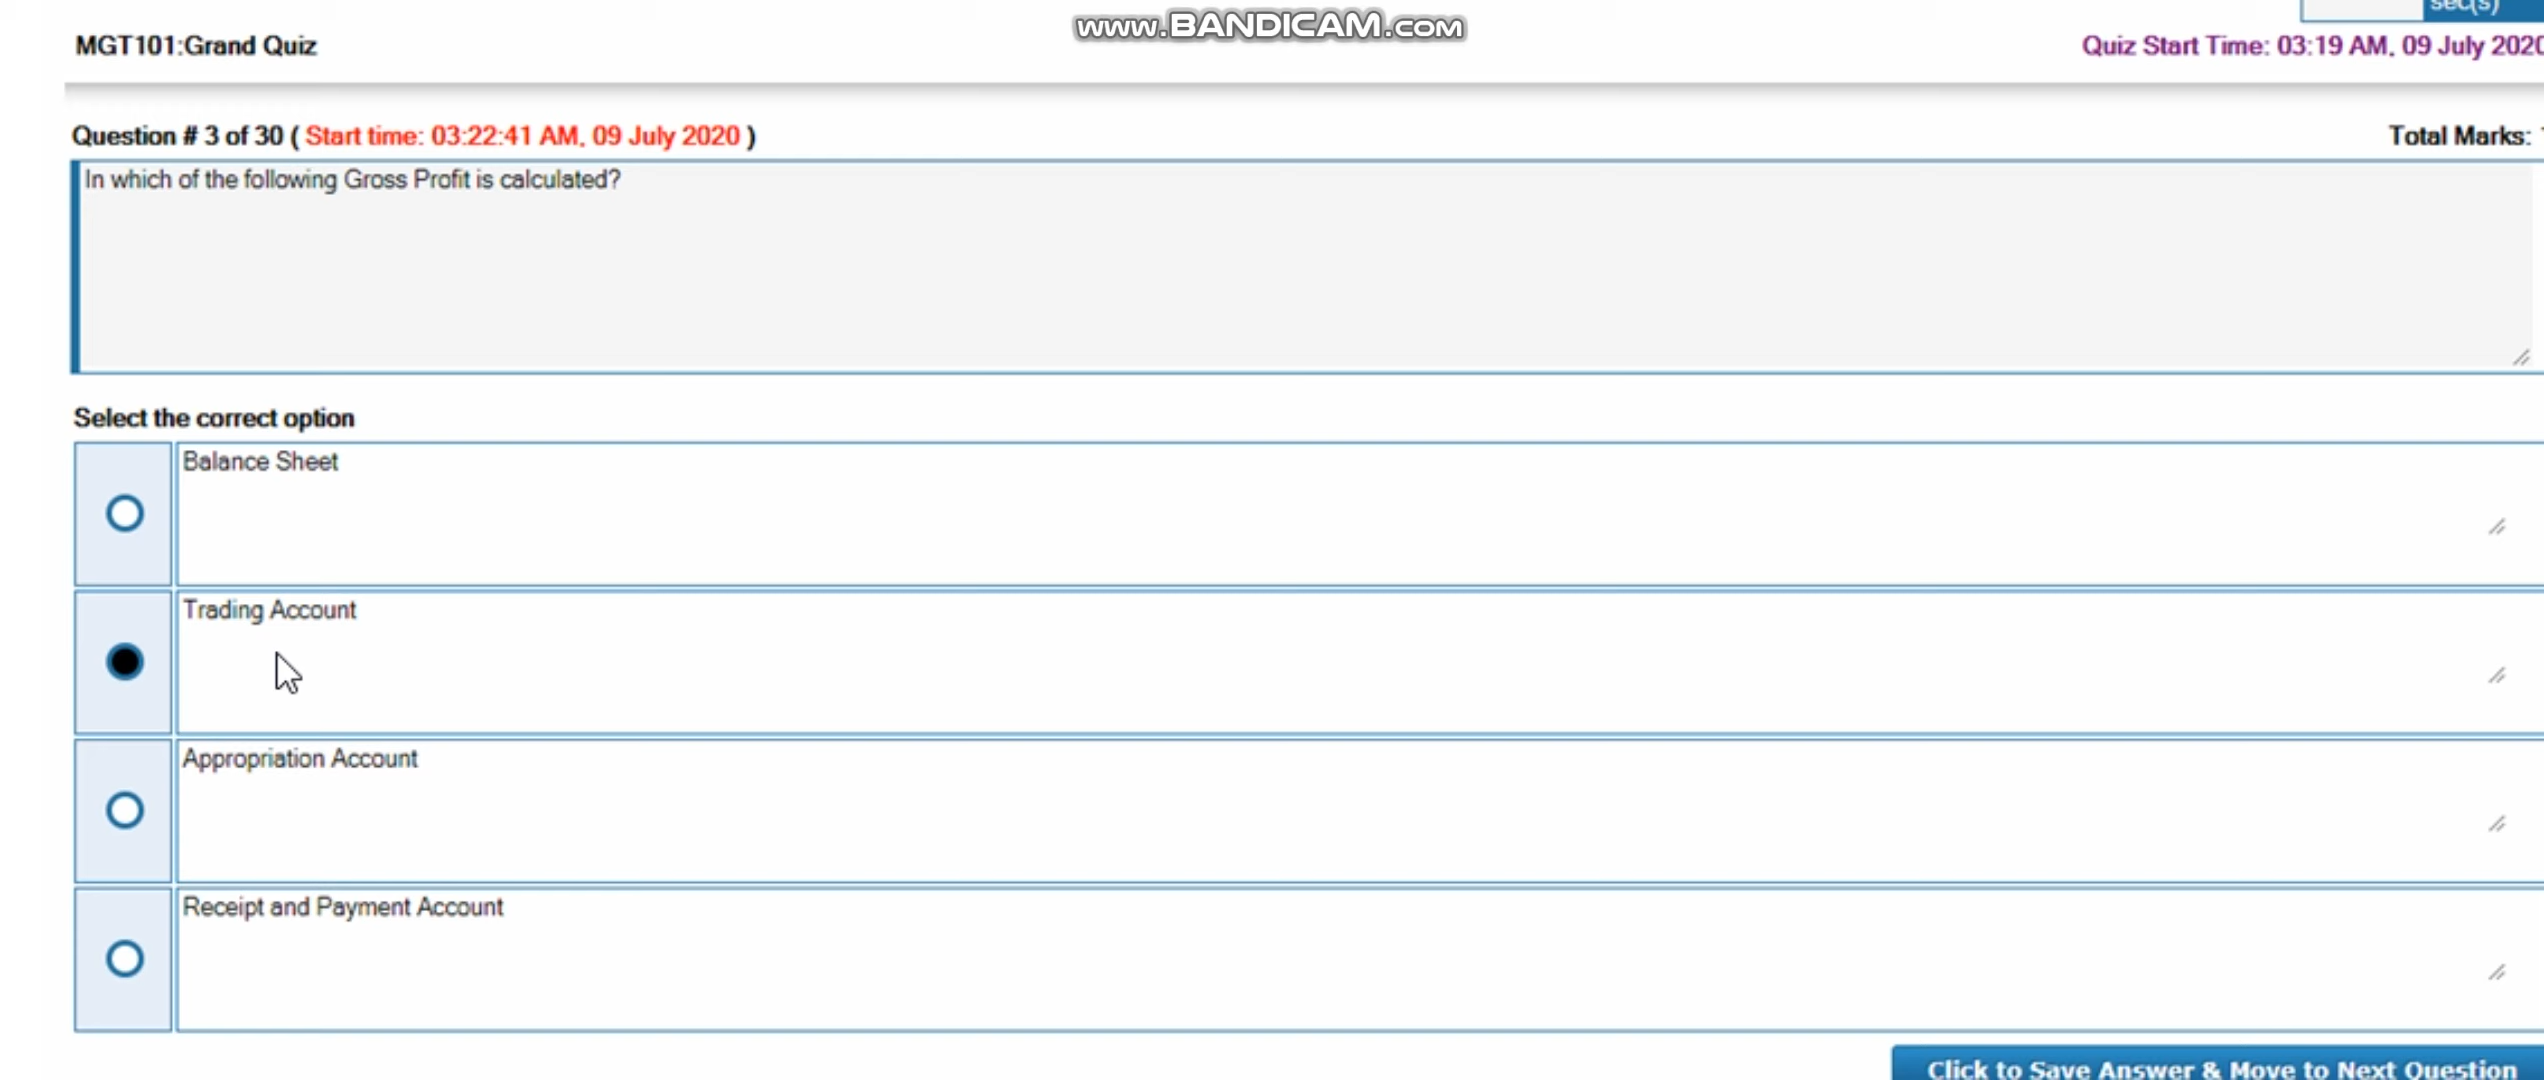 sec(s)
www.BANDICAM.com
MGT101:Grand Quiz
Quiz Start Time: 03:19 AM, 09 July 2020
Question # 3 of 30 ( Start time: 03:22:41 AM, 09 July 2020 )
Total Marks:
In which of the following Gross Profit is calculated?
Select the correct option
Balance Sheet
Trading Account
Appropriation Account
Receipt and Payment Account
Click to Save Answer & Move to Next Question